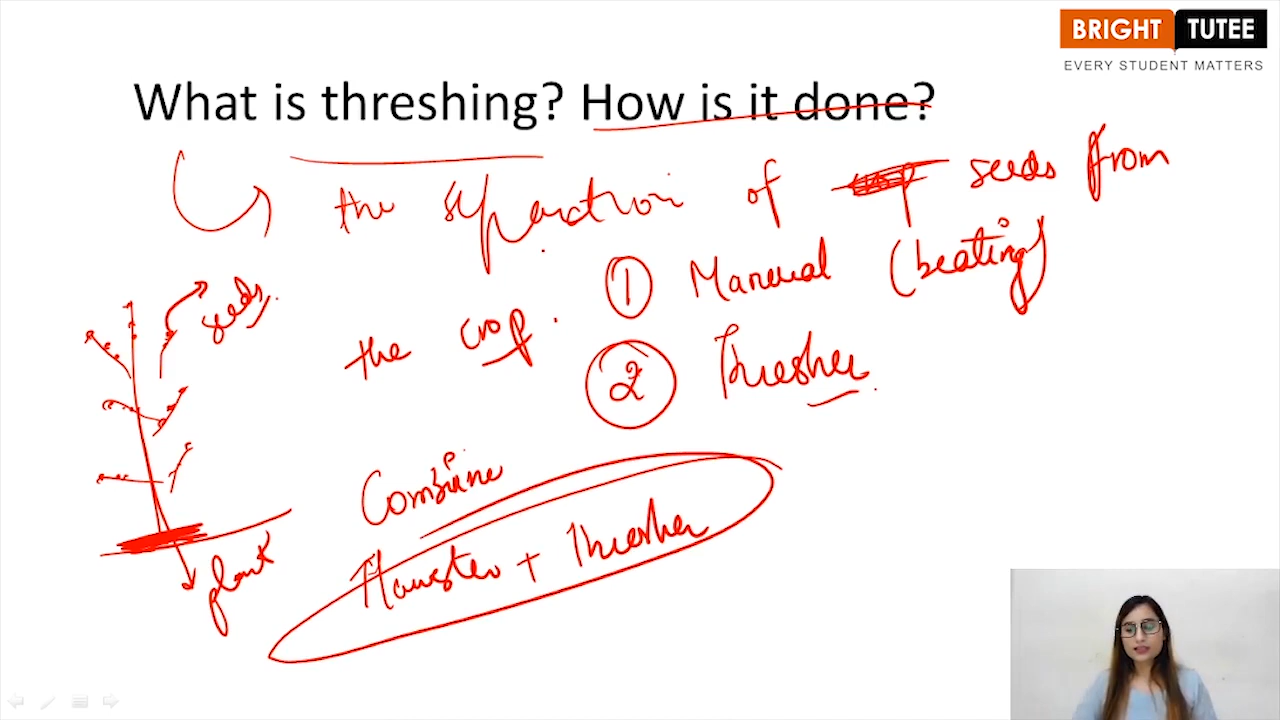 BRIGHT TUTEE
EVERY STUDENT MATTERS
What is threshing? How is it done?
the separation of seeds from
the crop.
① Manual (beating)
② Thresher
seeds
plant
Combine
Harvester + Thresher